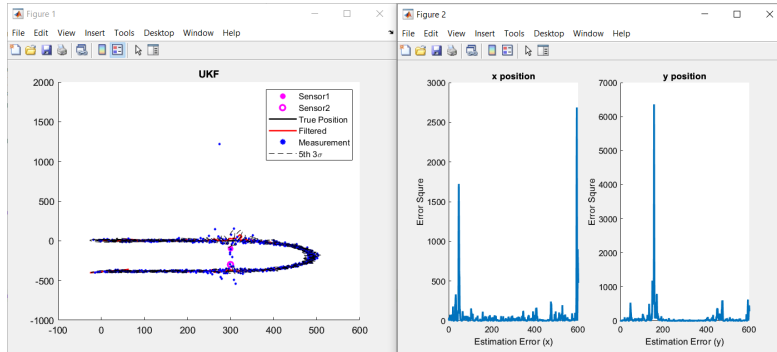 Figure 1
File Edit View Insert Tools Desktop Window Help
UKF
2000
1500
1000
500
0
-500
-1000
-100 0 100 200 300 400 500 600
Sensor1
Sensor2
True Position
Filtered
Measurement
5th 3σ
Figure 2
File Edit View Insert Tools Desktop Window Help
x position
Error Squre
3000
2500
2000
1500
1000
500
0
0 200 400 600
Estimation Error (x)
y position
Error Squre
7000
6000
5000
4000
3000
2000
1000
0
0 200 400 600
Estimation Error (y)